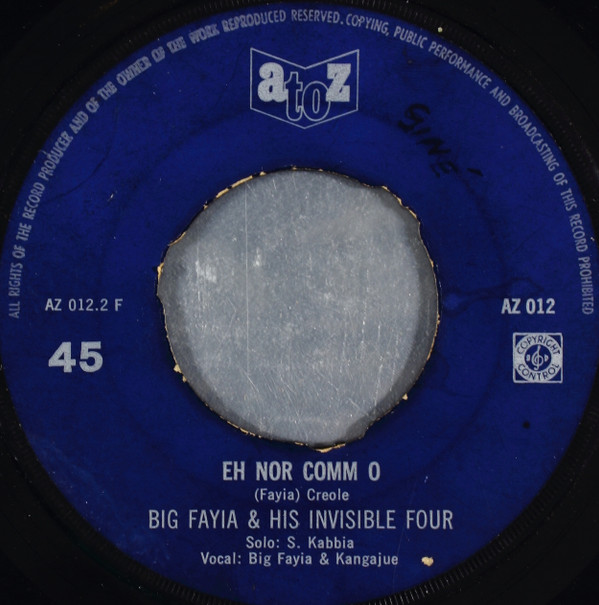 ALL RIGHTS OF THE RECORD PRODUCER AND OF THE OWNER OF THE WORK REPRODUCED RESERVED. COPYING, PUBLIC PERFORMANCE AND BROADCASTING OF THIS RECORD PROHIBITED
a to z
SINÉ
AZ 012.2 F
AZ 012
45
COPYRIGHT
CONTROL
EH NOR COMM O
(Fayia) Creole
BIG FAYIA & HIS INVISIBLE FOUR
Solo: S. Kabbia
Vocal: Big Fayia & Kangajue